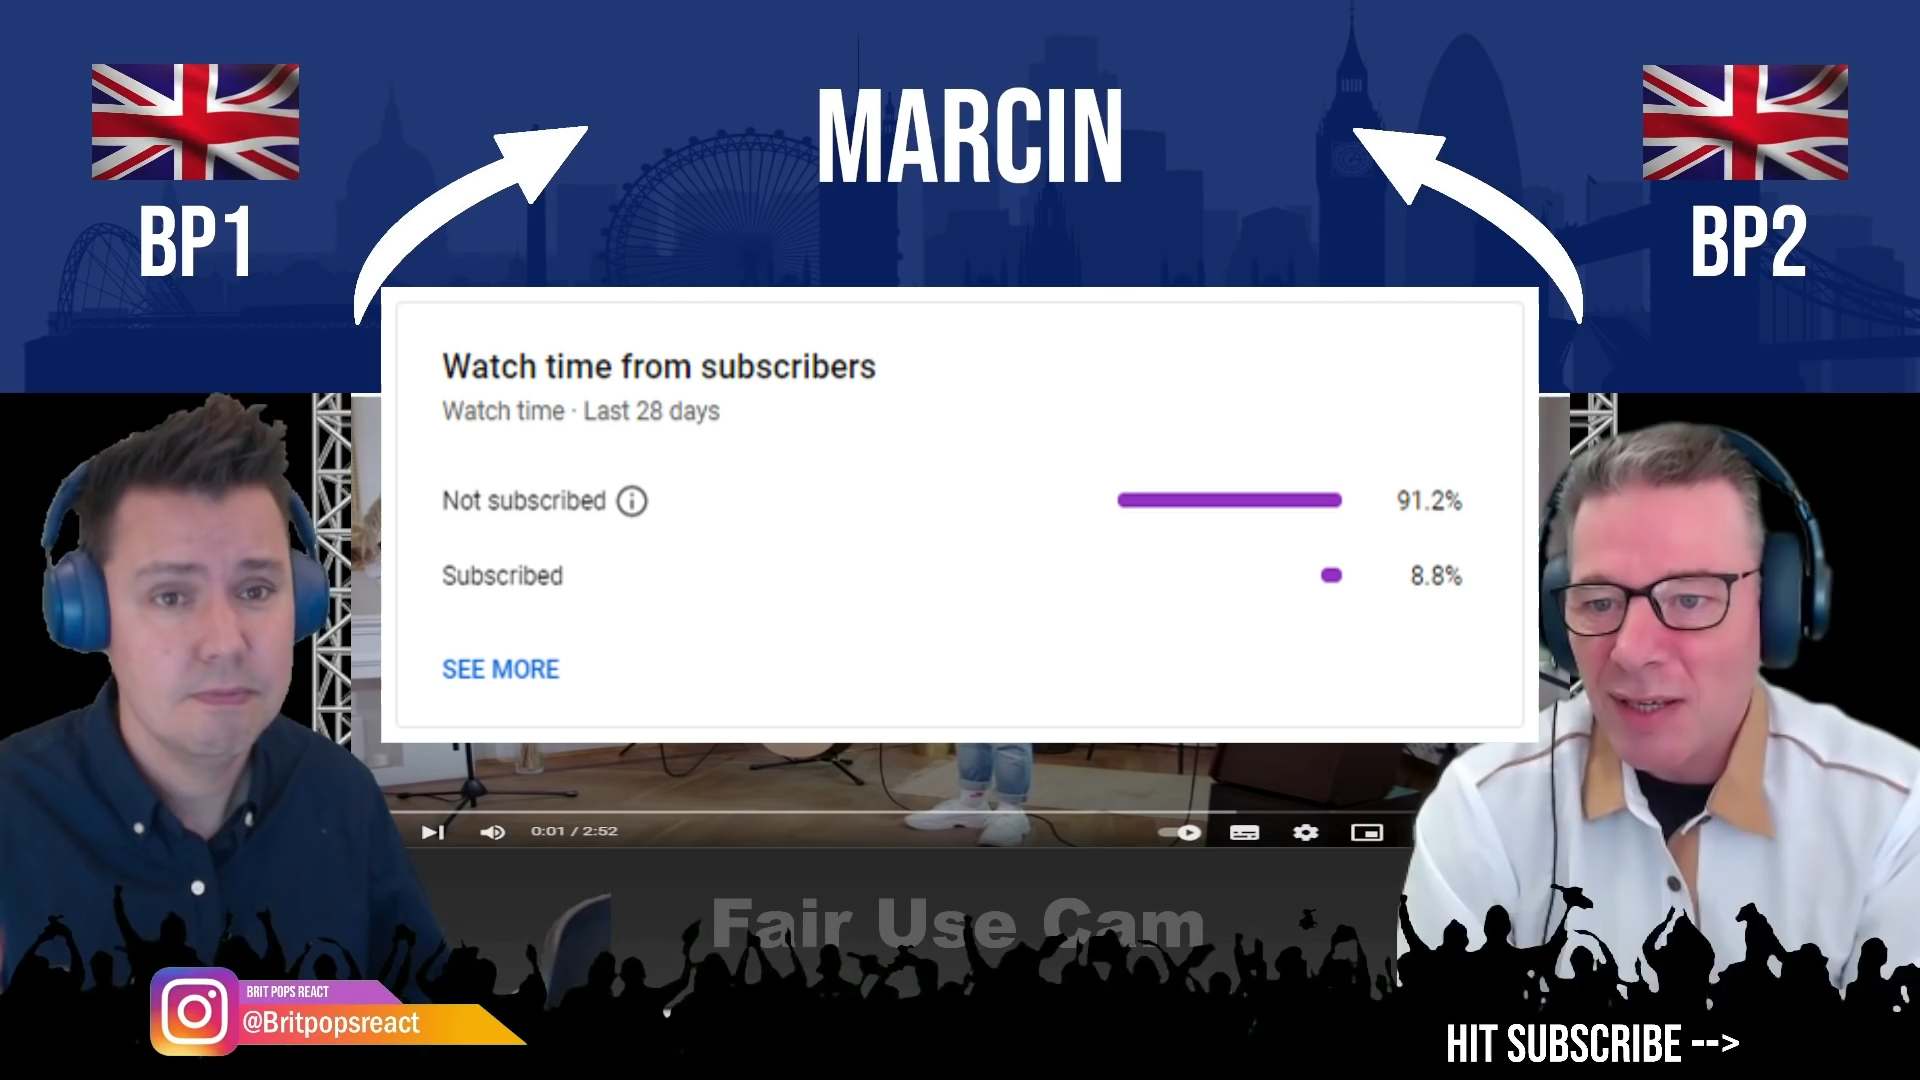 MARCIN
BP1
BP2
Watch time from subscribers
Watch time · Last 28 days
Not subscribed 91.2%
Subscribed 8.8%
SEE MORE
0:01 / 2:52
Fair Use Cam
BRIT POPS REACT
@Britpopsreact
HIT SUBSCRIBE -->